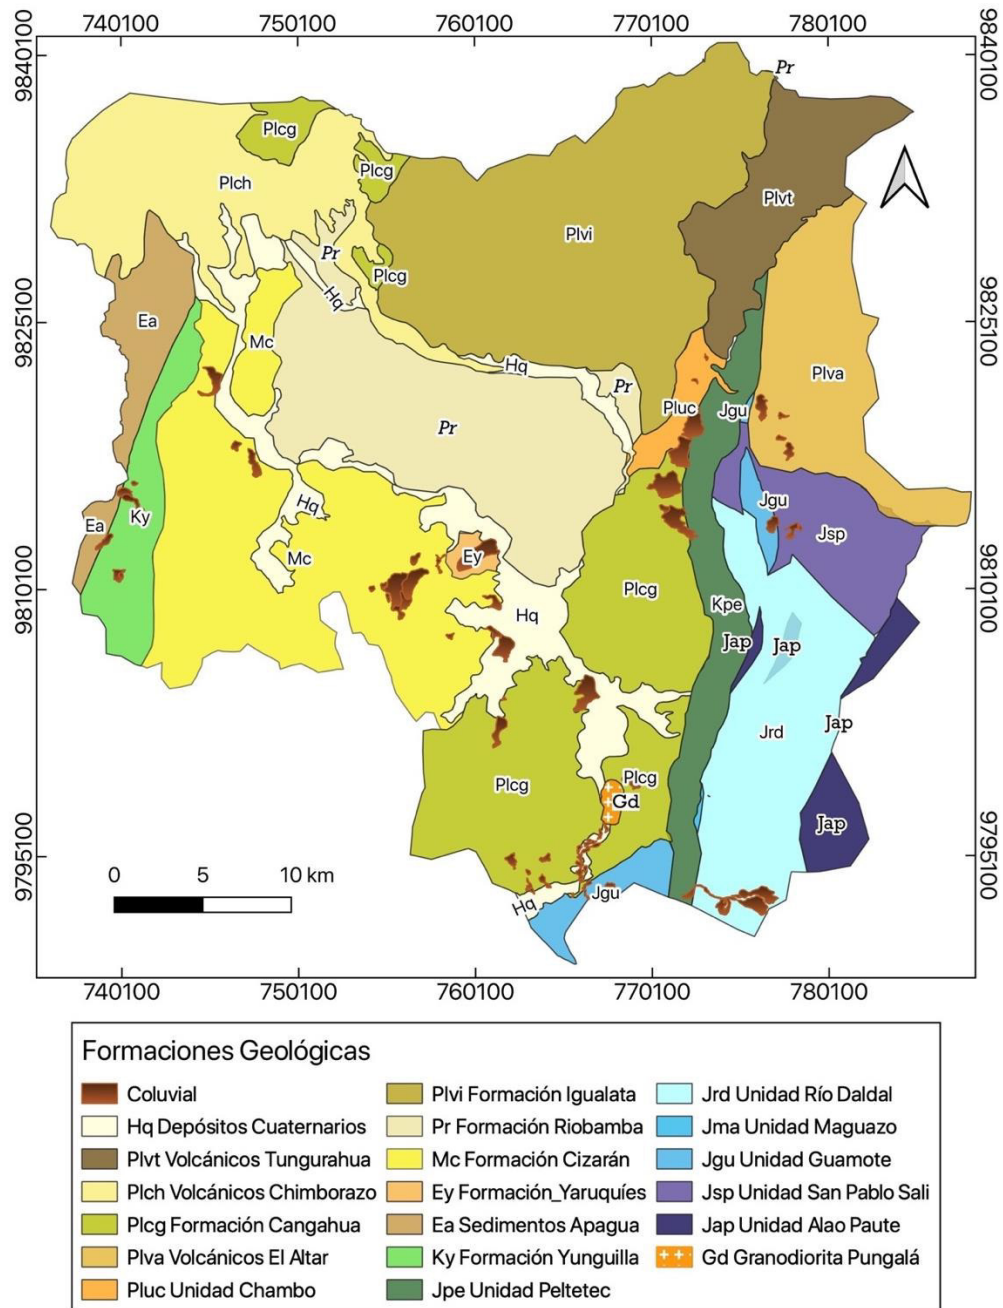 740100 750100 760100 770100 780100
9840100 9840100
Pr
Plcg
Plcg
Plch
Plvt
Plvi
Pr
Plcg
Hq
9825100 9825100
Ea
Mc
Hq
Plva
Pr
Pluc
Jgu
Pr
Hq
Jgu
Ea
Ky
Jsp
Mc
Ey
9810100 9810100
Plcg
Hq
Kpe
Jap
Jap
Jrd
Jap
Plcg
Plcg
Gd
Jap
9795100 9795100
0 5 10 km
Jgu
Hq
740100 750100 760100 770100 780100
Formaciones Geológicas
Coluvial
Hq Depósitos Cuaternarios
Plvt Volcánicos Tungurahua
Plch Volcánicos Chimborazo
Plcg Formación Cangahua
Plva Volcánicos El Altar
Pluc Unidad Chambo
Plvi Formación Igualata
Pr Formación Riobamba
Mc Formación Cizarán
Ey Formación_Yaruquíes
Ea Sedimentos Apagua
Ky Formación Yunguilla
Jpe Unidad Peltetec
Jrd Unidad Río Daldal
Jma Unidad Maguazo
Jgu Unidad Guamote
Jsp Unidad San Pablo Sali
Jap Unidad Alao Paute
Gd Granodiorita Pungalá